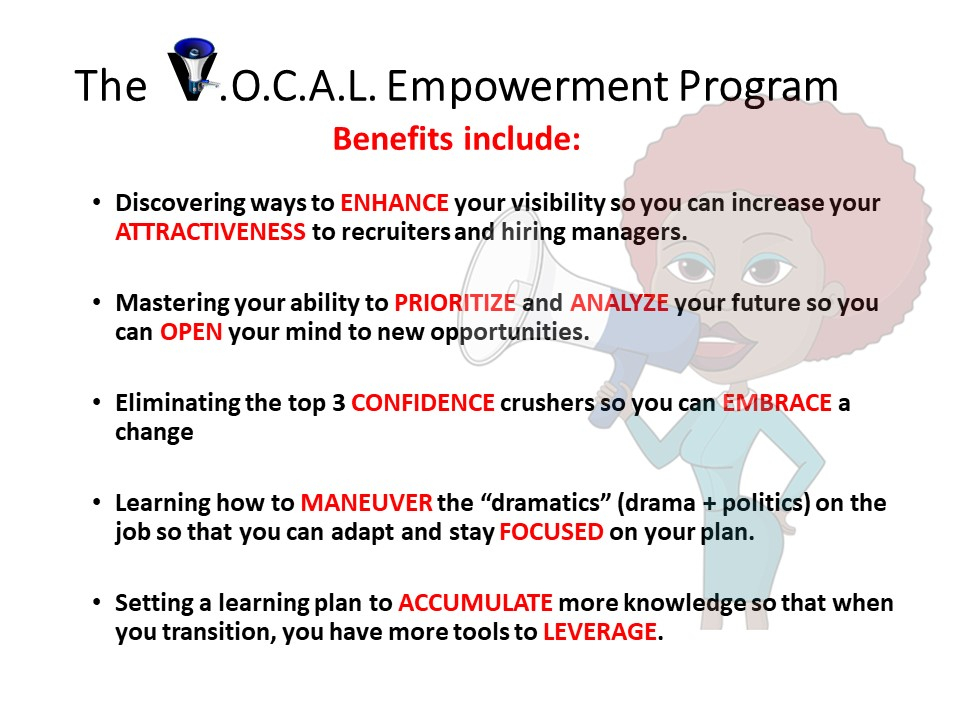 The V.O.C.A.L. Empowerment Program
Benefits include:
• Discovering ways to ENHANCE your visibility so you can increase your
ATTRACTIVENESS to recruiters and hiring managers.
• Mastering your ability to PRIORITIZE and ANALYZE your future so you
can OPEN your mind to new opportunities.
• Eliminating the top 3 CONFIDENCE crushers so you can EMBRACE a
change
• Learning how to MANEUVER the “dramatics” (drama + politics) on the
job so that you can adapt and stay FOCUSED on your plan.
• Setting a learning plan to ACCUMULATE more knowledge so that when
you transition, you have more tools to LEVERAGE.